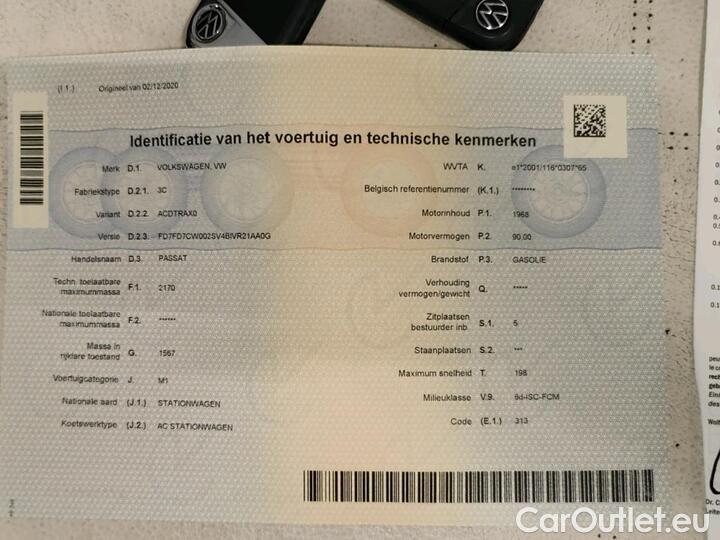 (I.1.) Origineel van 02/12/2020
Identificatie van het voertuig en technische kenmerken
Merk D.1. VOLKSWAGEN, VW
Fabriekstype D.2.1. 3C
Variant D.2.2. ACDTRAX0
Versie D.2.3. FD7FD7CW002SV4BIVR21AA0G
Handelsnaam D.3. PASSAT
Techn. toelaatbare
maximummassa F.1. 2170
Nationale toelaatbare
maximummassa F.2. ******
Massa in
rijklare toestand G. 1567
Voertuigcategorie J. M1
Nationale aard (J.1.) STATIONWAGEN
Koetswerktype (J.2.) AC STATIONWAGEN
WVTA K. e1*2001/116*0307*65
Belgisch referentienummer (K.1.) ********
Motorinhoud P.1. 1968
Motorvermogen P.2. 90,00
Brandstof P.3. GASOLIE
Verhouding
vermogen/gewicht Q. *****
Zitplaatsen
bestuurder inb. S.1. 5
Staanplaatsen S.2. ***
Maximum snelheid T. 198
Milieuklasse V.9. 6d-ISC-FCM
Code (E.1.) 313
CarOutlet.eu